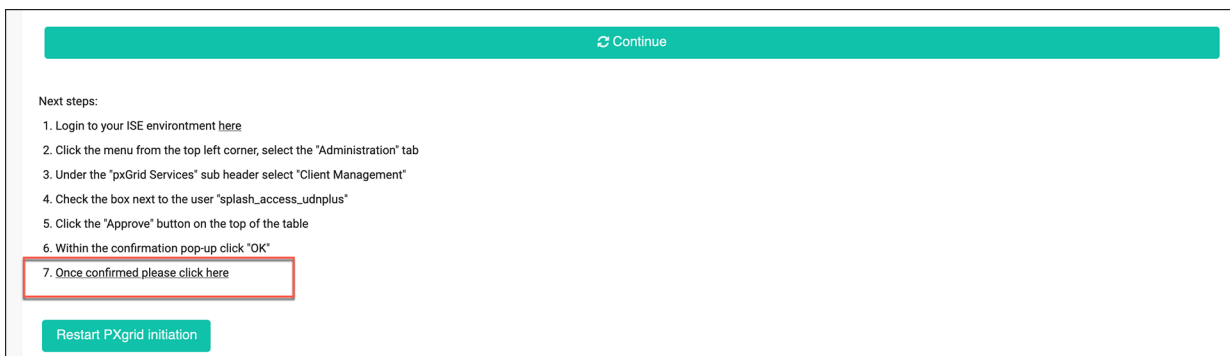 Continue
Next steps:
1. Login to your ISE environtment here
2. Click the menu from the top left corner, select the "Administration" tab
3. Under the "pxGrid Services" sub header select "Client Management"
4. Check the box next to the user "splash_access_udnplus"
5. Click the "Approve" button on the top of the table
6. Within the confirmation pop-up click "OK"
7. Once confirmed please click here
Restart PXgrid initiation